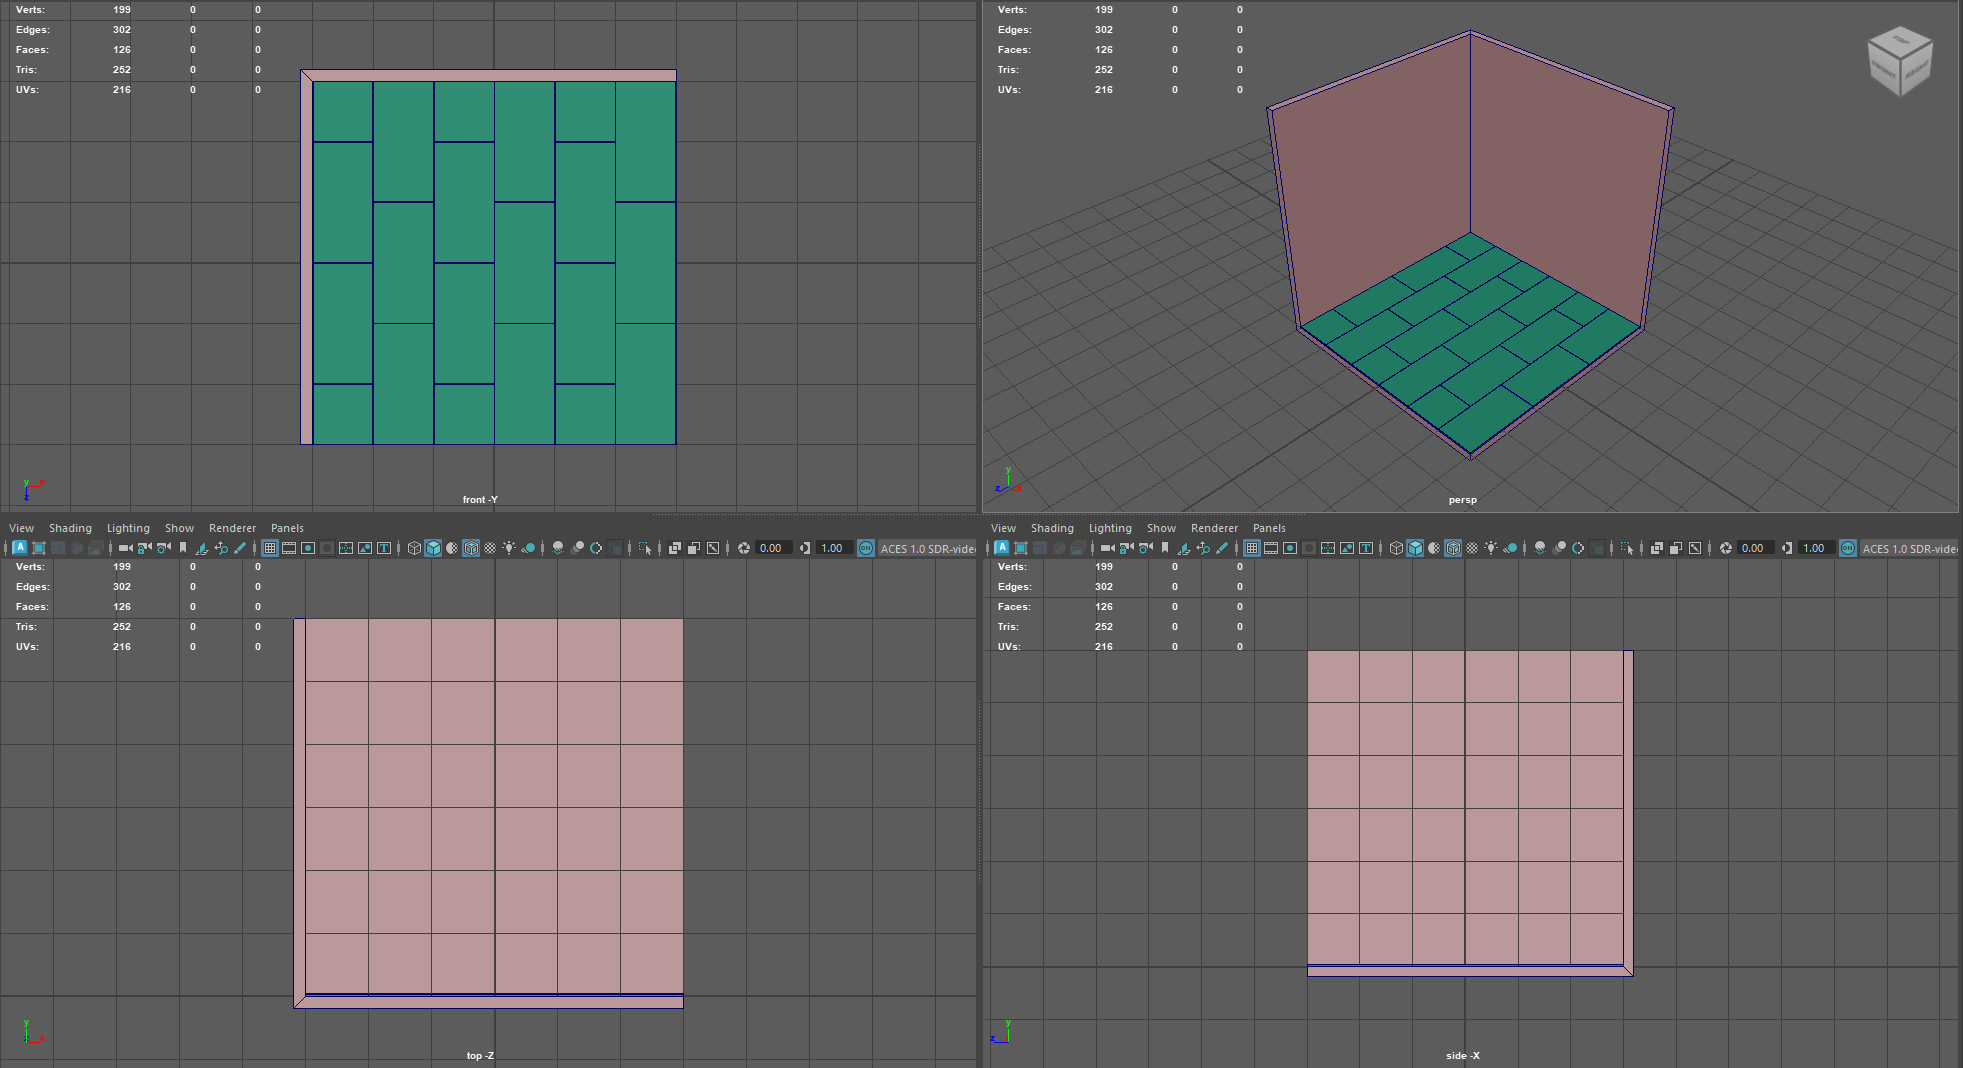 Verts: 199 0 0
Edges: 302 0 0
Faces: 126 0 0
Tris: 252 0 0
UVs: 216 0 0
y x
z
front -Y
Verts: 199 0 0
Edges: 302 0 0
Faces: 126 0 0
Tris: 252 0 0
UVs: 216 0 0
TOP
FRONT RIGHT
y
z x
persp
View Shading Lighting Show Renderer Panels
A T 0.00 1.00 ON ACES 1.0 SDR-vide
Verts: 199 0 0
Edges: 302 0 0
Faces: 126 0 0
Tris: 252 0 0
UVs: 216 0 0
y
x
top -Z
View Shading Lighting Show Renderer Panels
A T 0.00 1.00 ON ACES 1.0 SDR-vide
Verts: 199 0 0
Edges: 302 0 0
Faces: 126 0 0
Tris: 252 0 0
UVs: 216 0 0
y
z
side -X